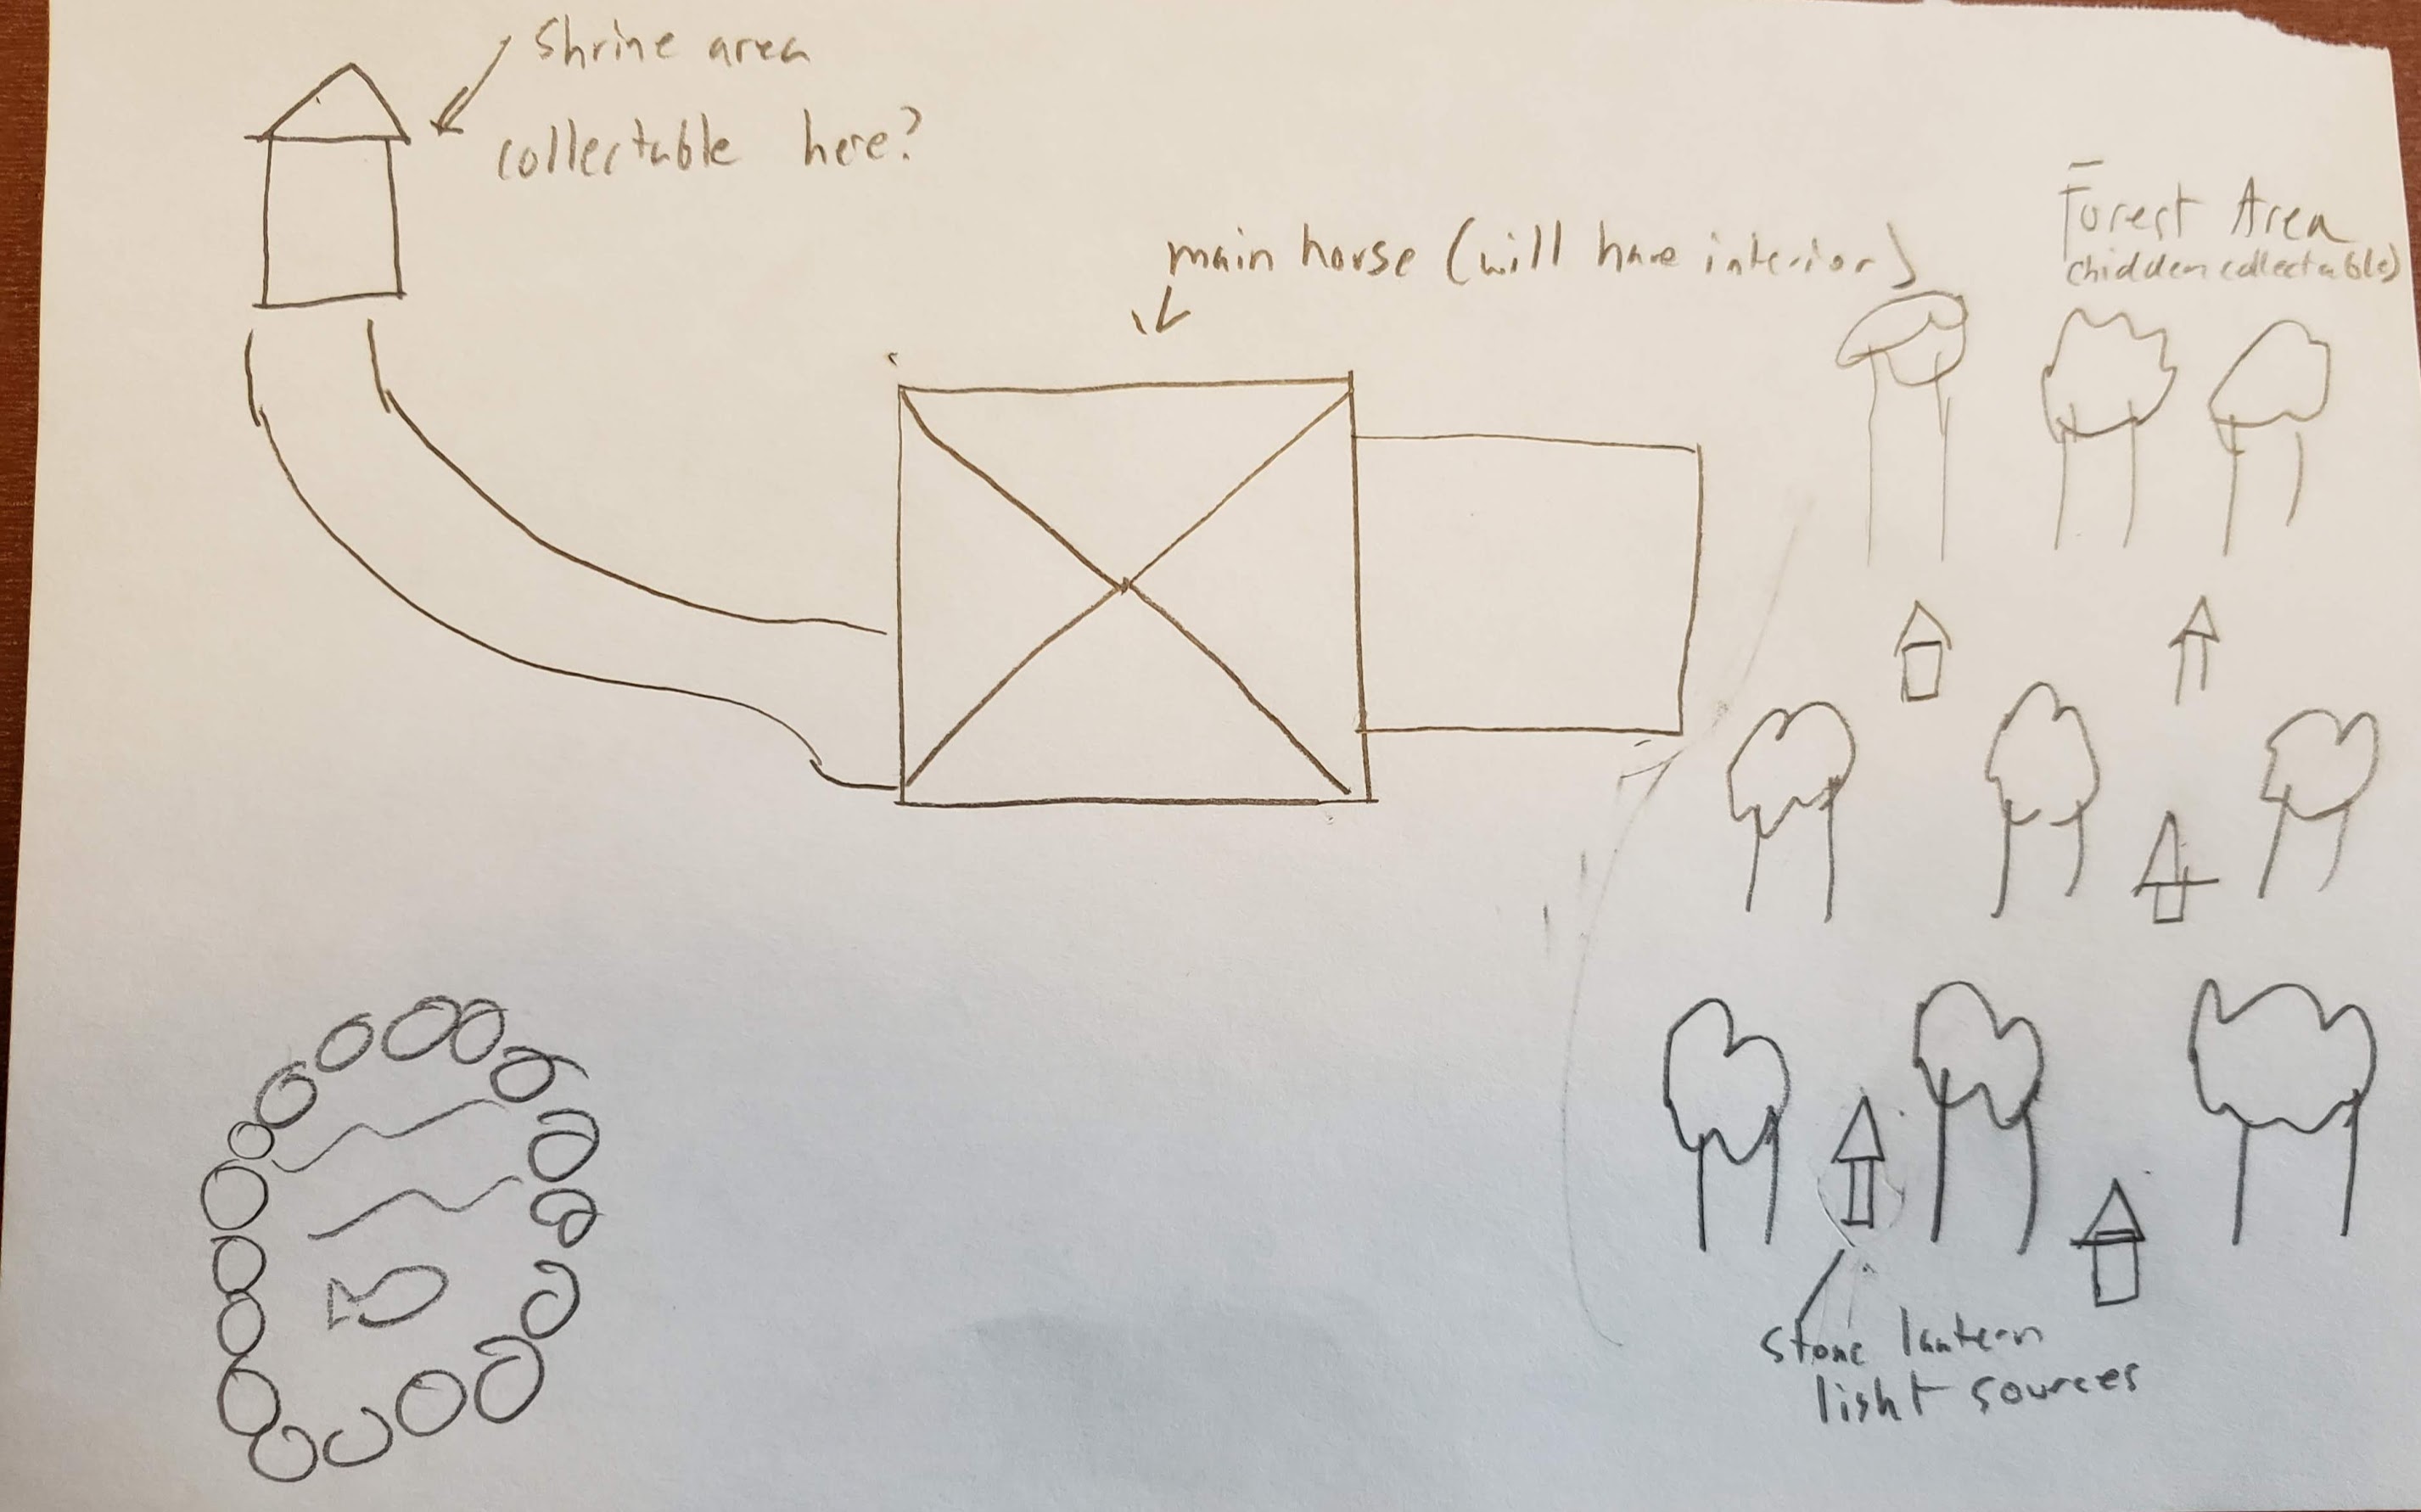 Shrine area
collectable here?
main house (will have interior)
Forest Area
(hidden collectable)
Stone lantern
light sources